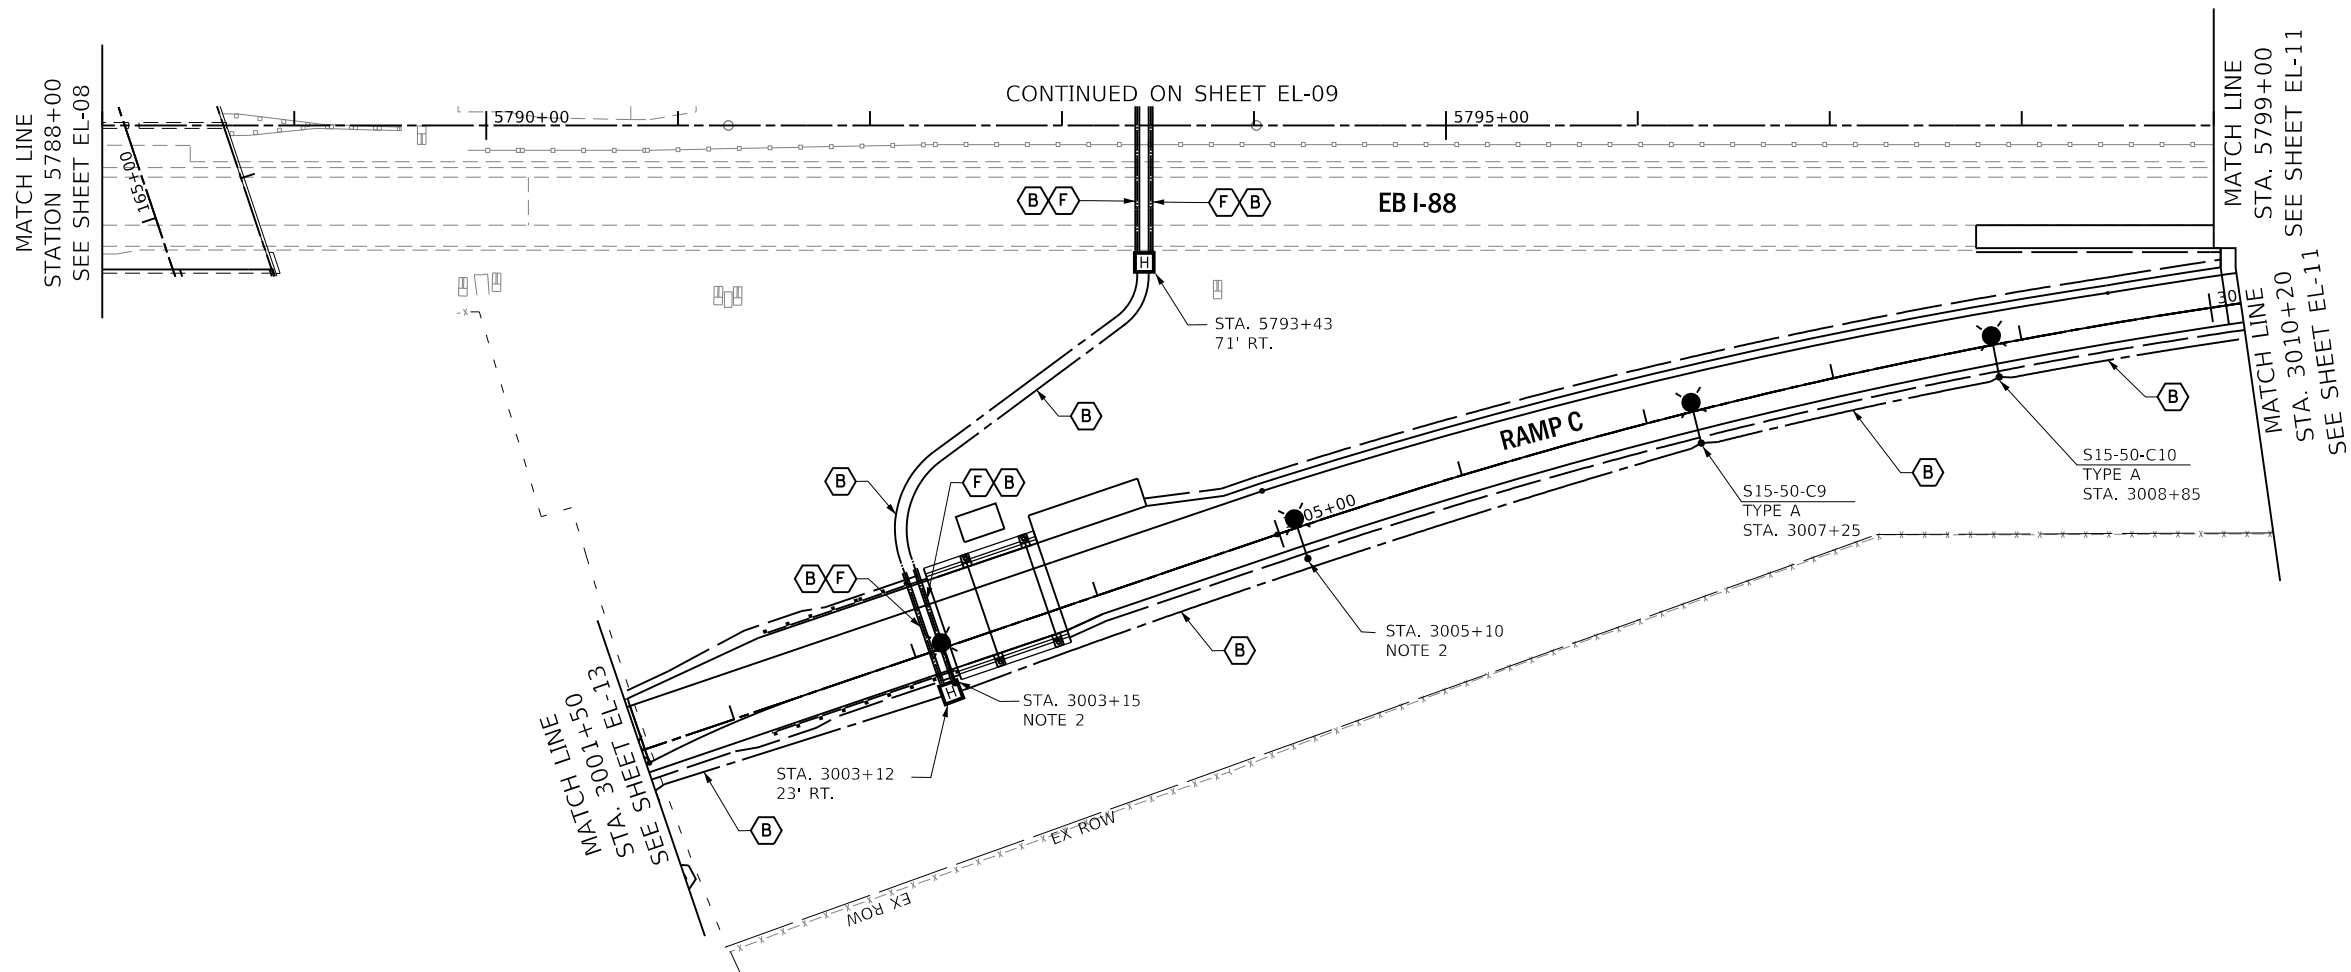 CONTINUED ON SHEET EL-09
MATCH LINE
STATION 5788+00
SEE SHEET EL-08
5790+00
5795+00
MATCH LINE
STA. 5799+00
SEE SHEET EL-11
165+00
B F
F B
EB I-88
H
STA. 5793+43
71' RT.
30
MATCH LINE
STA. 3010+20
SEE SHEET EL-11
B
B
RAMP C
B
F B
S15-50-C10
TYPE A
STA. 3008+85
B
S15-50-C9
TYPE A
STA. 3007+25
05+00
B F
STA. 3005+10
NOTE 2
B
H
STA. 3003+15
NOTE 2
MATCH LINE
STA. 3001+50
SEE SHEET EL-13
STA. 3003+12
23' RT.
B
EX ROW
EX ROW